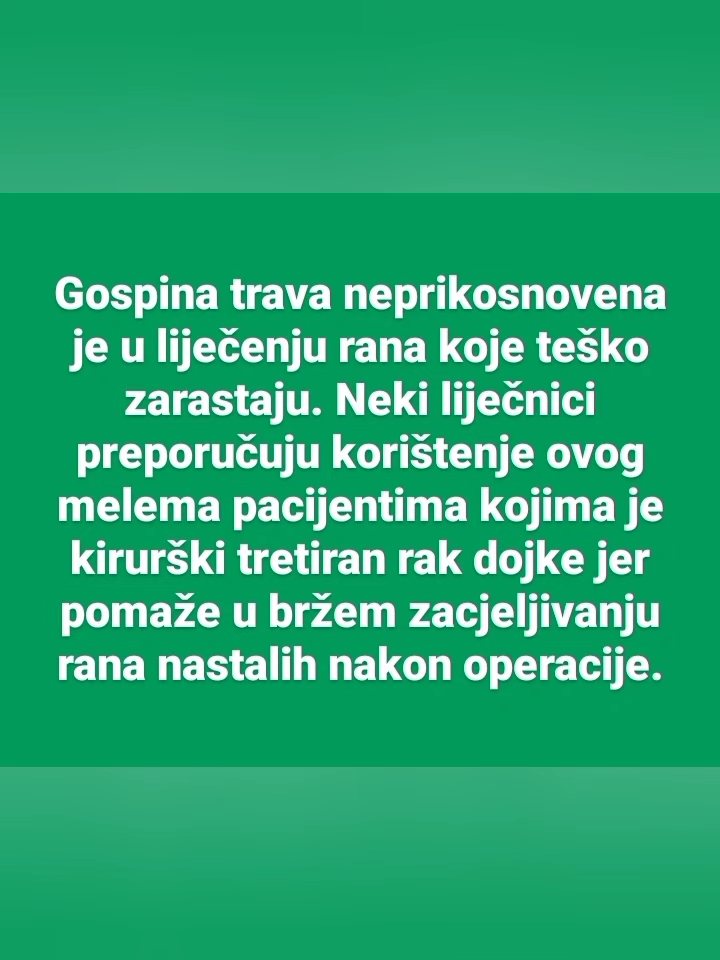 Gospina trava neprikosnovena
je u liječenju rana koje teško
zarastaju. Neki liječnici
preporučuju korištenje ovog
melema pacijentima kojima je
kirurški tretiran rak dojke jer
pomaže u bržem zacjeljivanju
rana nastalih nakon operacije.